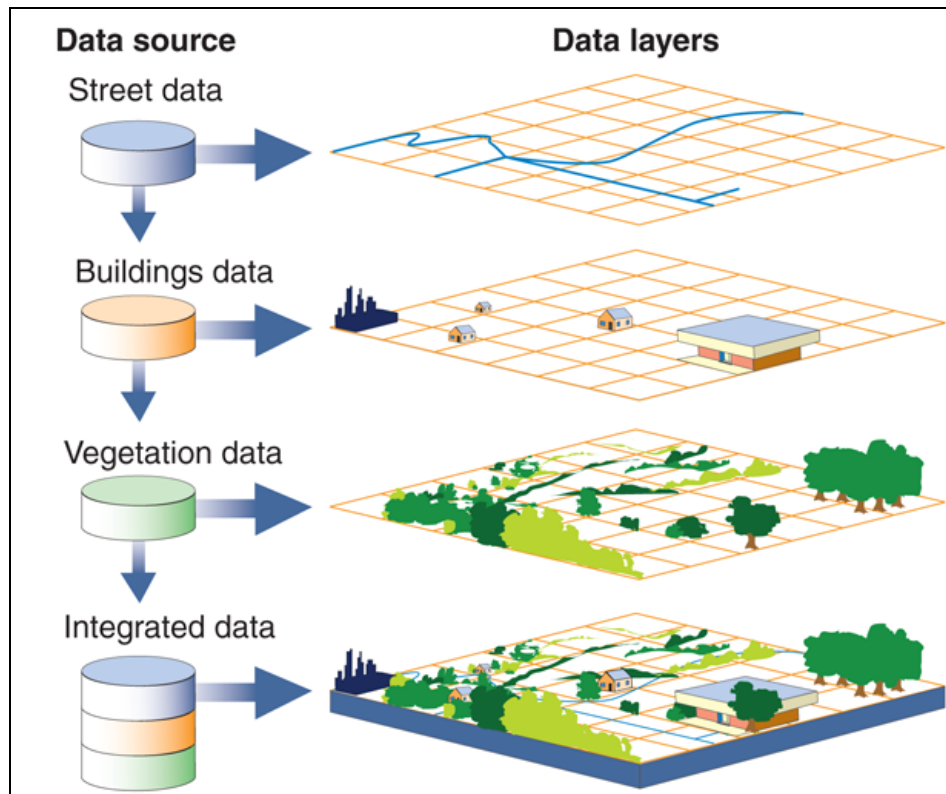 Data source
Data layers
Street data
Buildings data
Vegetation data
Integrated data